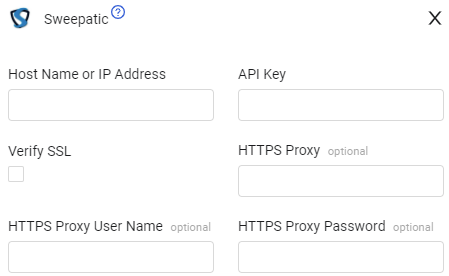 Sweepatic ?
Host Name or IP Address
API Key
Verify SSL
HTTPS Proxy optional
HTTPS Proxy User Name optional
HTTPS Proxy Password optional